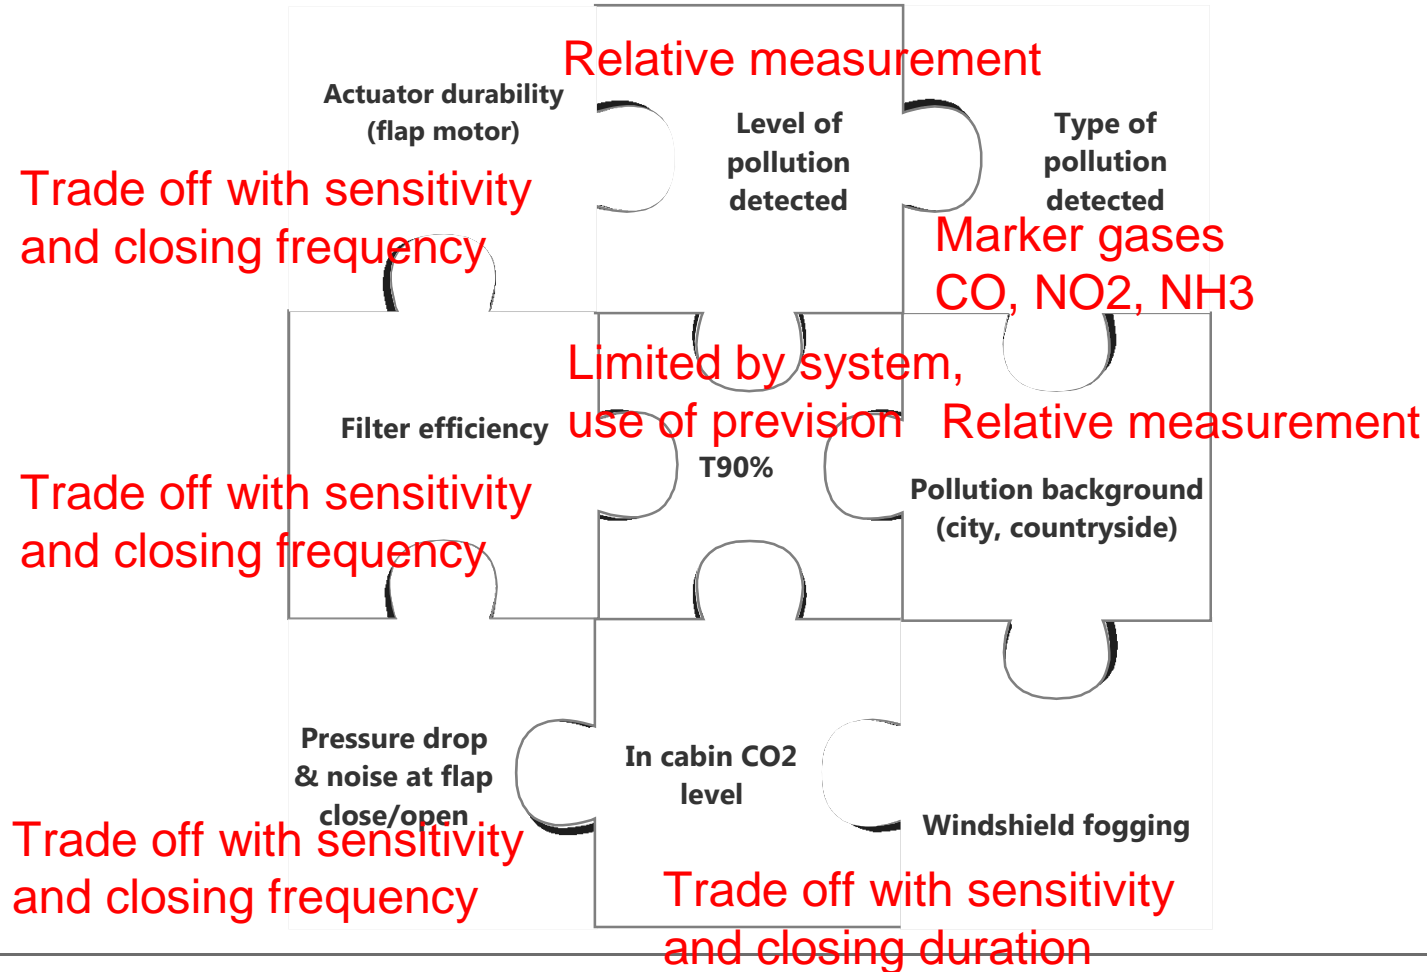 Relative measurement
Actuator durability
(flap motor)
Level of
pollution
detected
Type of
pollution
detected
Trade off with sensitivity
and closing frequency
Marker gases
CO, NO2, NH3
Limited by system,
use of prevision
Relative measurement
Filter efficiency
T90%
Pollution background
(city, countryside)
Trade off with sensitivity
and closing frequency
Pressure drop
& noise at flap
close/open
In cabin CO2
level
Windshield fogging
Trade off with sensitivity
and closing frequency
Trade off with sensitivity
and closing duration